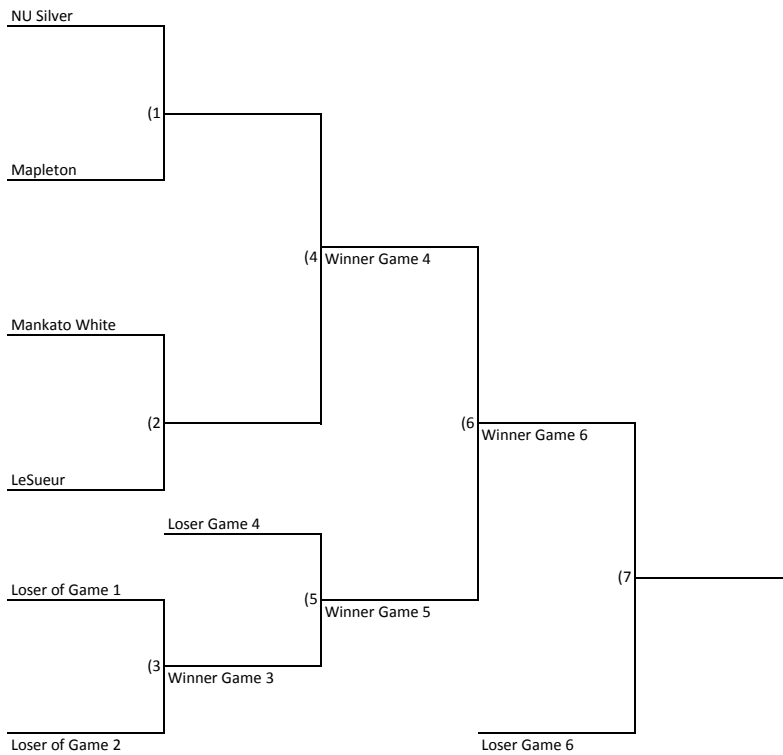 NU Silver
(1
Mapleton
(4 Winner Game 4
Mankato White
(2
(6 Winner Game 6
LeSueur
Loser Game 4
(7
Loser of Game 1
(5 Winner Game 5
(3 Winner Game 3
Loser of Game 2
Loser Game 6